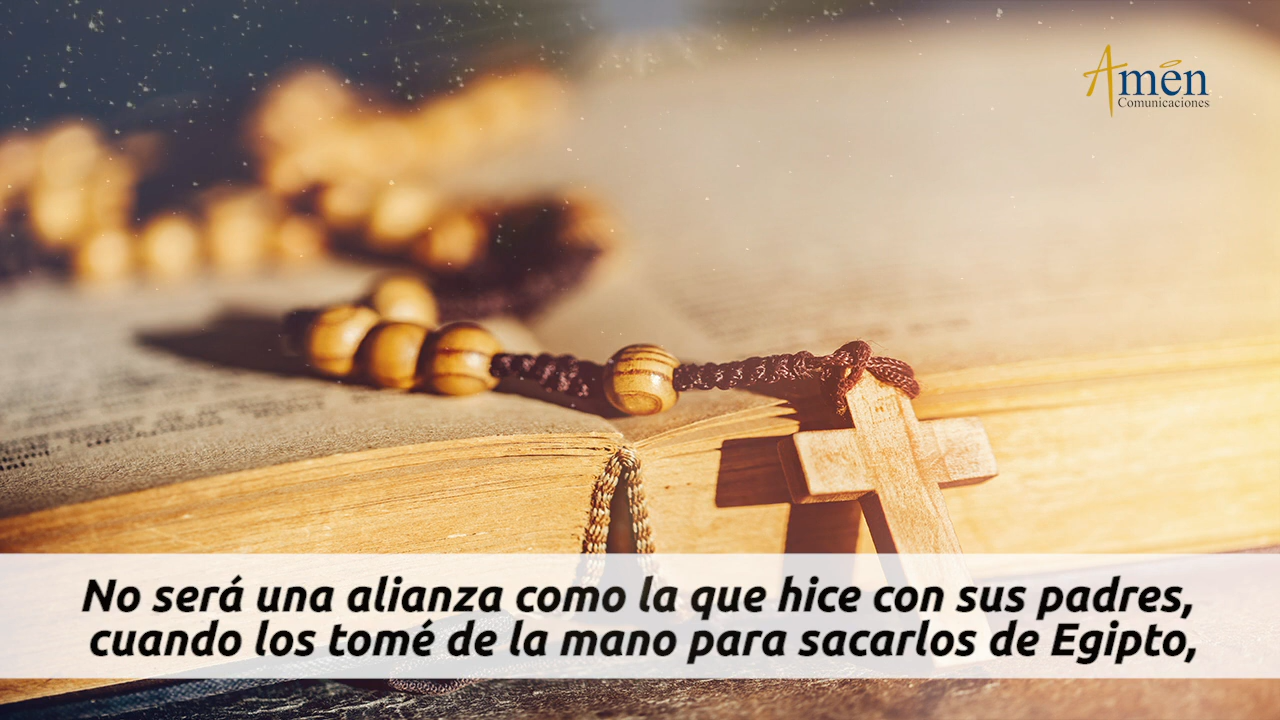 Amén
Comunicaciones
No será una alianza como la que hice con sus padres,
cuando los tomé de la mano para sacarlos de Egipto,